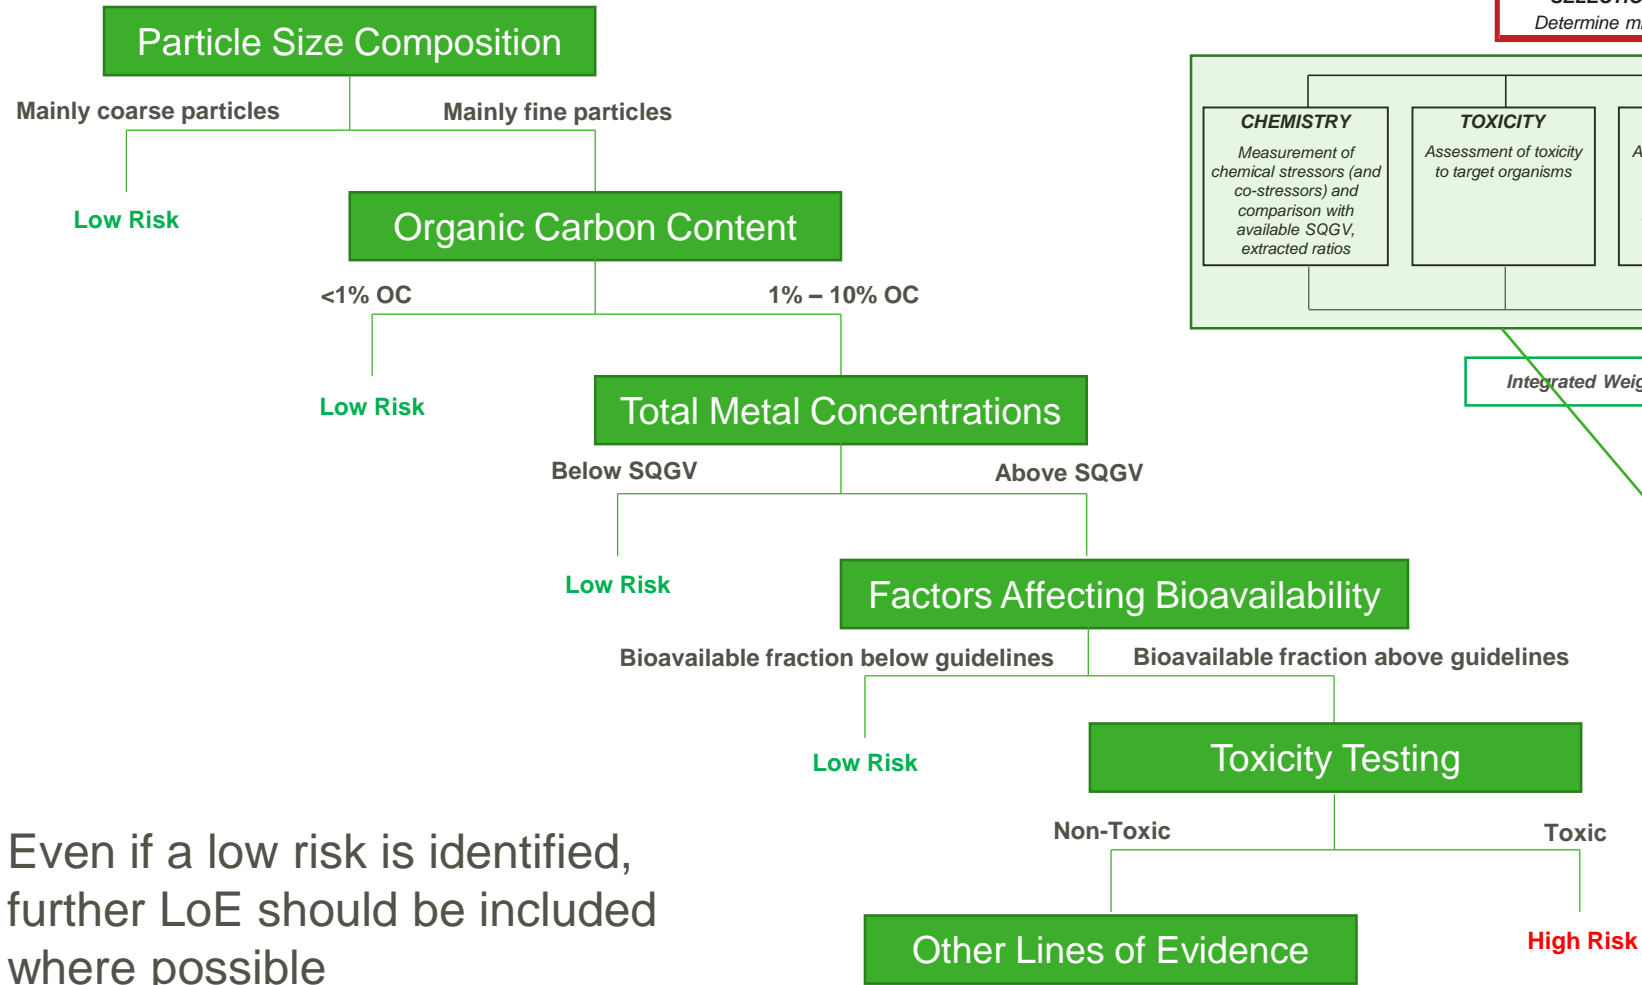 Particle Size Composition
Mainly coarse particles
Mainly fine particles
Low Risk
Organic Carbon Content
<1% OC
1% – 10% OC
Low Risk
Total Metal Concentrations
Below SQGV
Above SQGV
Low Risk
Factors Affecting Bioavailability
Bioavailable fraction below guidelines
Bioavailable fraction above guidelines
Low Risk
Toxicity Testing
Non-Toxic
Toxic
Other Lines of Evidence
High Risk
Even if a low risk is identified,
further LoE should be included
where possible
Determine
CHEMISTRY
Measurement of
chemical stressors (and
co-stressors) and
comparison with
available SQGV,
extracted ratios
TOXICITY
Assessment of toxicity
to target organisms
Integrated